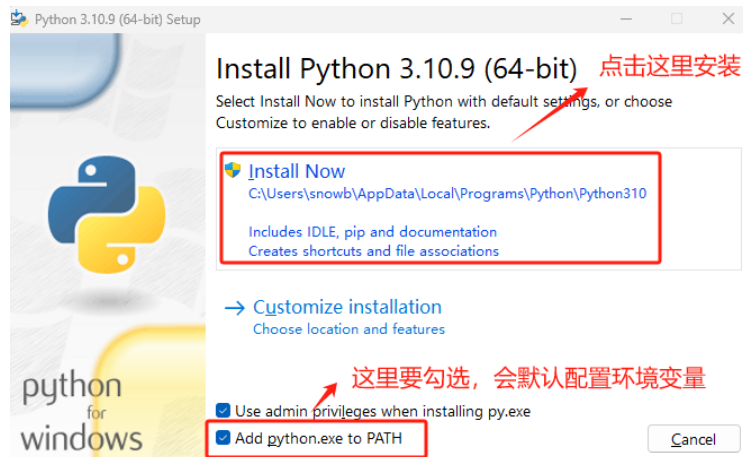 Python 3.10.9 (64-bit) Setup
Install Python 3.10.9 (64-bit)
点击这里安装
Select Install Now to install Python with default settings, or choose
Customize to enable or disable features.
Install Now
C:\Users\snowb\AppData\Local\Programs\Python\Python310
Includes IDLE, pip and documentation
Creates shortcuts and file associations
Customize installation
Choose location and features
这里要勾选，会默认配置环境变量
Use admin privileges when installing py.exe
Add python.exe to PATH
Cancel
python
for
windows